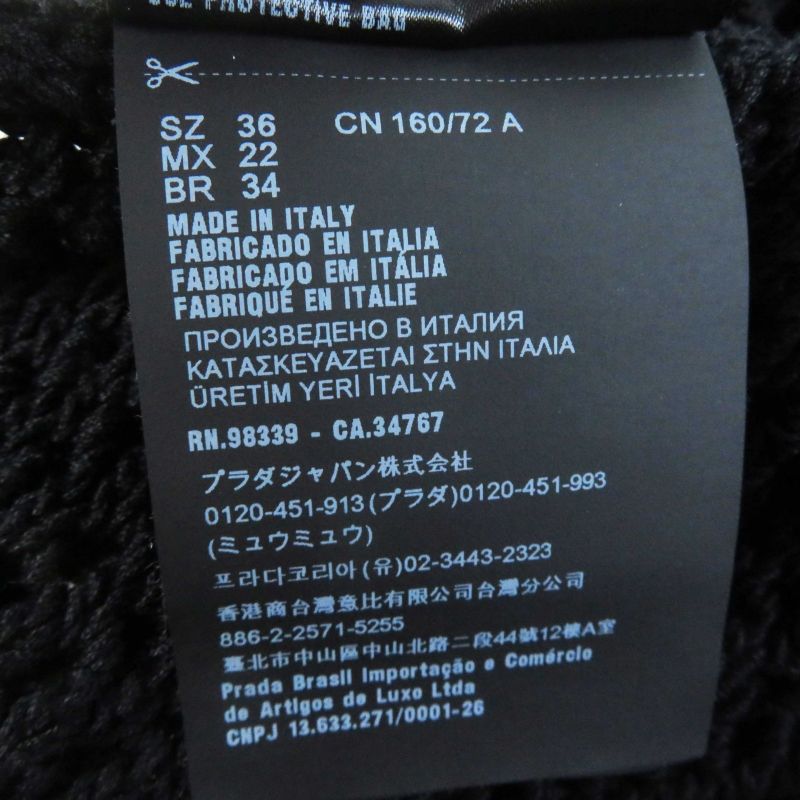 USE PROTECTIVE BAG
SZ 36 CN 160/72 A
MX 22
BR 34
MADE IN ITALY
FABRICADO EN ITALIA
FABRICADO EM ITÁLIA
FABRIQUÉ EN ITALIE
ПРОИЗВЕДЕНО В ИТАЛИЯ
ΚΑΤΑΣΚΕΥΑΖΕΤΑΙ ΣΤΗΝ ΙΤΑΛΙΑ
ÜRETİM YERİ İTALYA
RN.98339 - CA.34767
プラダジャパン株式会社
0120-451-913(プラダ)0120-451-993
(ミュウミュウ)
프라다코리아(유)02-3443-2323
香港商台灣意比有限公司台灣分公司
886-2-2571-5255
臺北市中山區中山北路二段44號12樓A室
Prada Brasil Importação e Comércio
de Artigos de Luxo Ltda
CNPJ 13.633.271/0001-26